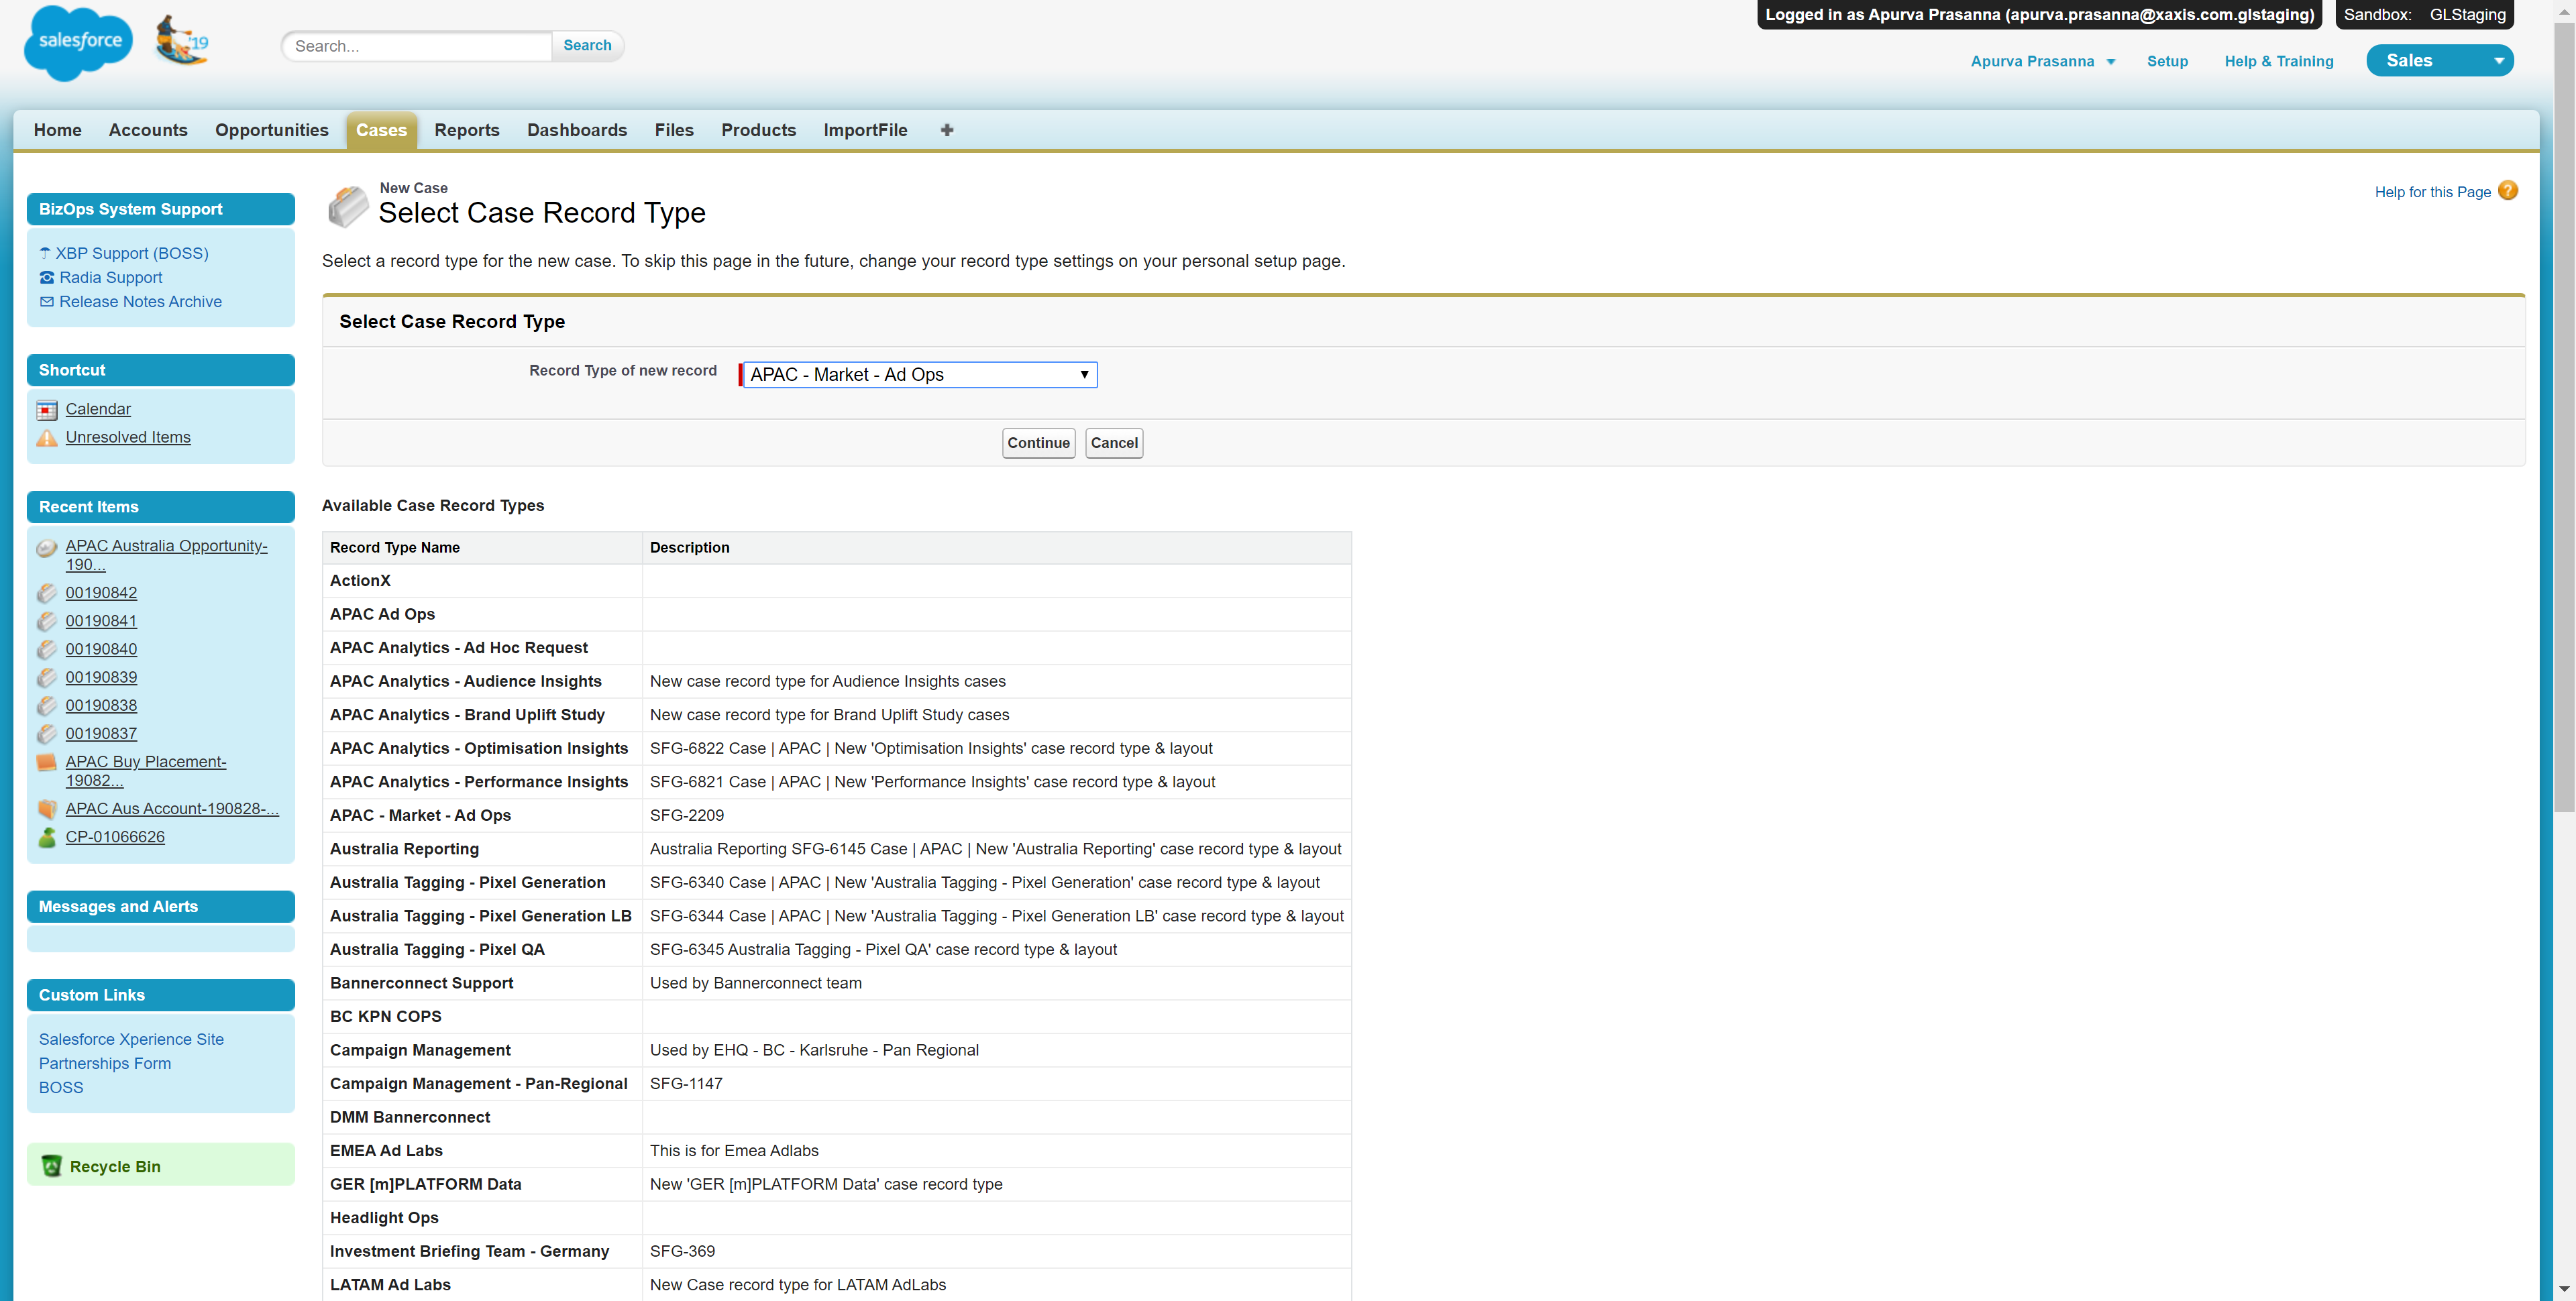 Logged in as Apurva Prasanna (apurva.prasanna@xaxis.com.glstaging)
Sandbox: GLStaging
salesforce
'19
Search...
Search
Apurva Prasanna
Setup
Help & Training
Sales
Home
Accounts
Opportunities
Cases
Reports
Dashboards
Files
Products
ImportFile
BizOps System Support
XBP Support (BOSS)
Radia Support
Release Notes Archive
Shortcut
Calendar
Unresolved Items
Recent Items
APAC Australia Opportunity-
190...
00190842
00190841
00190840
00190839
00190838
00190837
APAC Buy Placement-
19082...
APAC Aus Account-190828-...
CP-01066626
Messages and Alerts
Custom Links
Salesforce Xperience Site
Partnerships Form
BOSS
Recycle Bin
New Case
Select Case Record Type
Help for this Page
Select a record type for the new case. To skip this page in the future, change your record type settings on your personal setup page.
Select Case Record Type
Record Type of new record
APAC - Market - Ad Ops
Continue
Cancel
Available Case Record Types
Record Type Name Description
ActionX
APAC Ad Ops
APAC Analytics - Ad Hoc Request
APAC Analytics - Audience Insights New case record type for Audience Insights cases
APAC Analytics - Brand Uplift Study New case record type for Brand Uplift Study cases
APAC Analytics - Optimisation Insights SFG-6822 Case | APAC | New 'Optimisation Insights' case record type & layout
APAC Analytics - Performance Insights SFG-6821 Case | APAC | New 'Performance Insights' case record type & layout
APAC - Market - Ad Ops SFG-2209
Australia Reporting Australia Reporting SFG-6145 Case | APAC | New 'Australia Reporting' case record type & layout
Australia Tagging - Pixel Generation SFG-6340 Case | APAC | New 'Australia Tagging - Pixel Generation' case record type & layout
Australia Tagging - Pixel Generation LB SFG-6344 Case | APAC | New 'Australia Tagging - Pixel Generation LB' case record type & layout
Australia Tagging - Pixel QA SFG-6345 Australia Tagging - Pixel QA' case record type & layout
Bannerconnect Support Used by Bannerconnect team
BC KPN COPS
Campaign Management Used by EHQ - BC - Karlsruhe - Pan Regional
Campaign Management - Pan-Regional SFG-1147
DMM Bannerconnect
EMEA Ad Labs This is for Emea Adlabs
GER [m]PLATFORM Data New 'GER [m]PLATFORM Data' case record type
Headlight Ops
Investment Briefing Team - Germany SFG-369
LATAM Ad Labs New Case record type for LATAM AdLabs